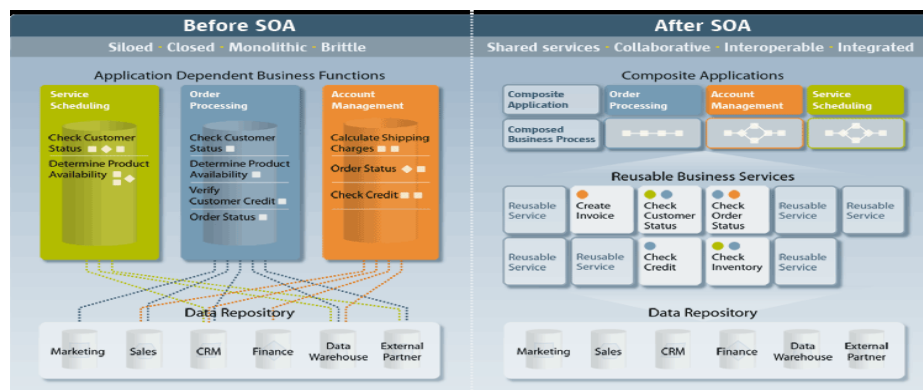 Before SOA
Siloed · Closed · Monolithic · Brittle
Application Dependent Business Functions
Service
Scheduling
Check Customer
Status
Determine Product
Availability
Order
Processing
Check Customer
Status
Determine Product
Availability
Verify
Customer Credit
Order Status
Account
Management
Calculate Shipping
Charges
Order Status
Check Credit
Data Repository
Marketing
Sales
CRM
Finance
Data
Warehouse
External
Partner
After SOA
Shared services · Collaborative · Interoperable · Integrated
Composite Applications
Composite
Application
Order
Processing
Account
Management
Service
Scheduling
Composed
Business Process
Reusable Business Services
Reusable
Service
Create
Invoice
Check
Customer
Status
Check
Order
Status
Reusable
Service
Reusable
Service
Reusable
Service
Reusable
Service
Check
Credit
Check
Inventory
Reusable
Service
Data Repository
Marketing
Sales
CRM
Finance
Data
Warehouse
External
Partner